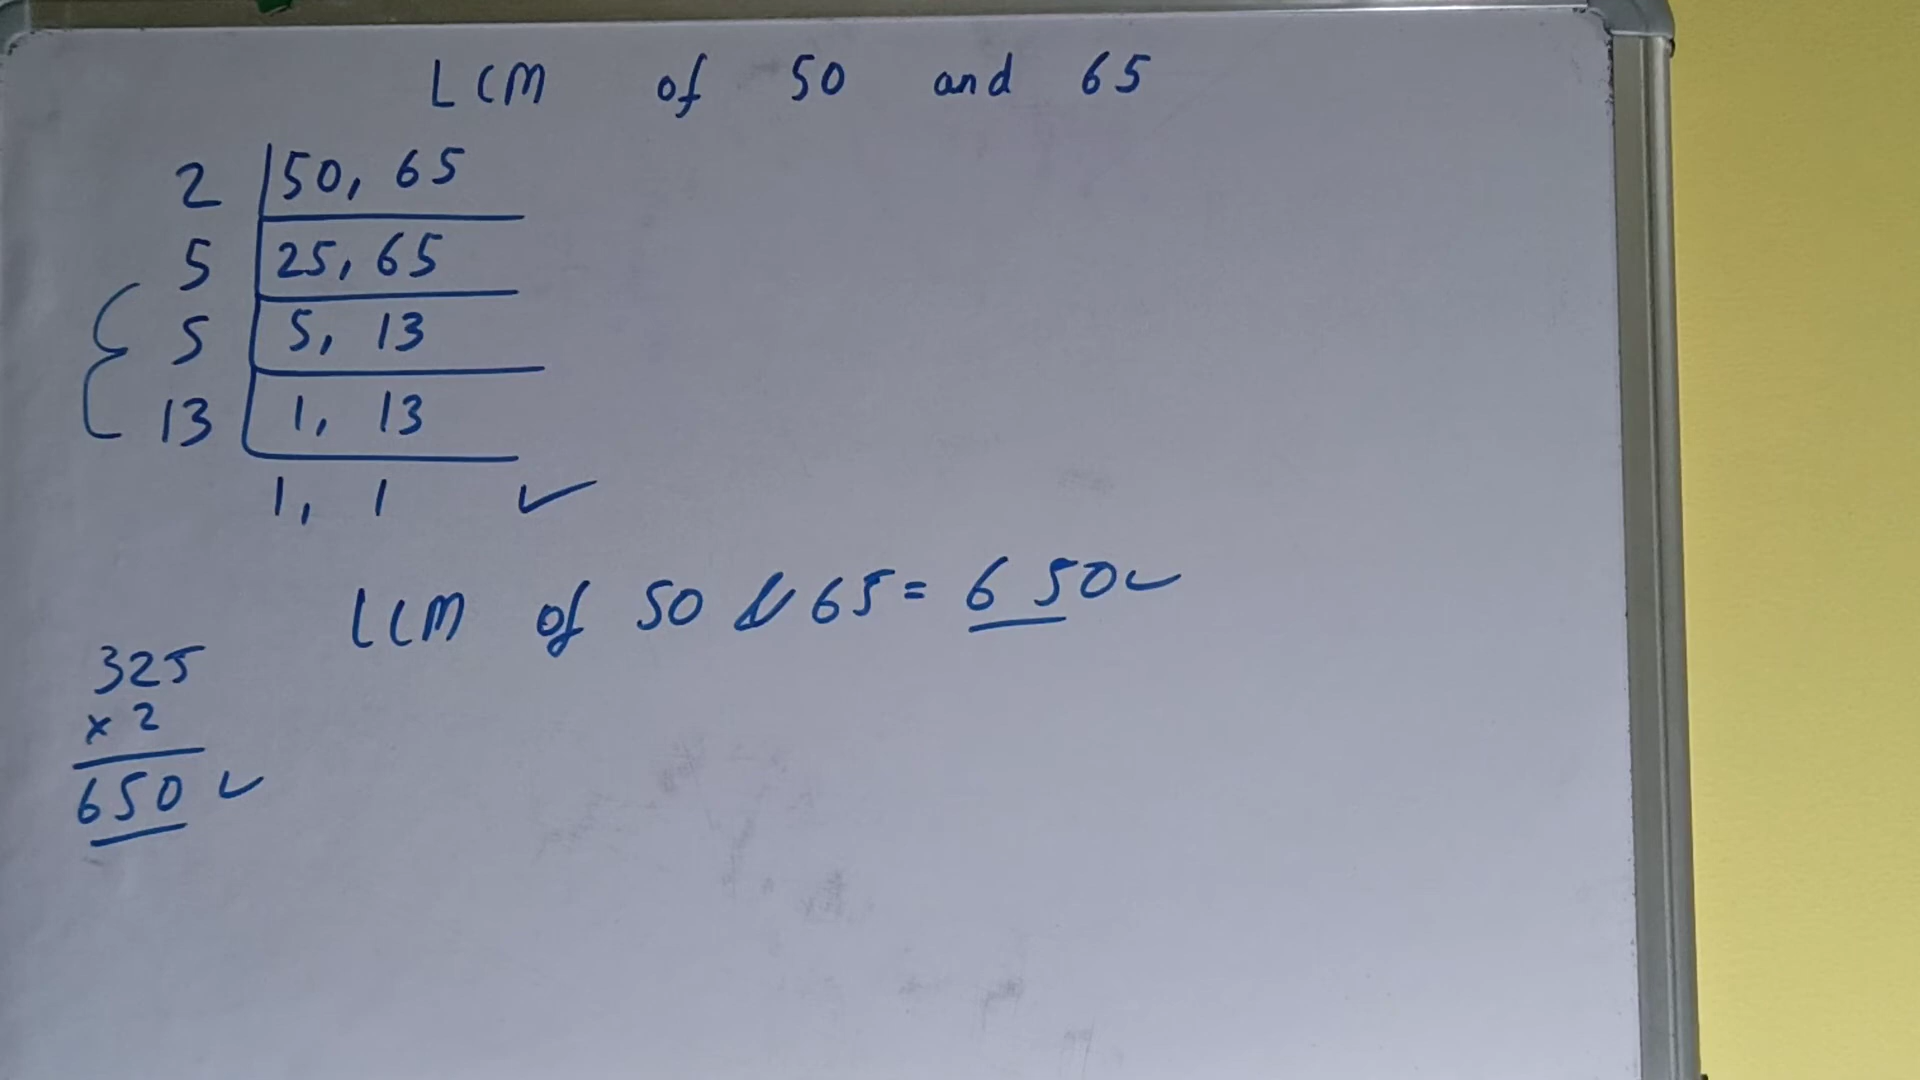 LCM of 50 and 65
2 | 50, 65
5 | 25, 65
5 | 5, 13
13 | 1, 13
1, 1 ✓
LCM of 50 & 65 = 650 ✓
325
x 2
650 ✓